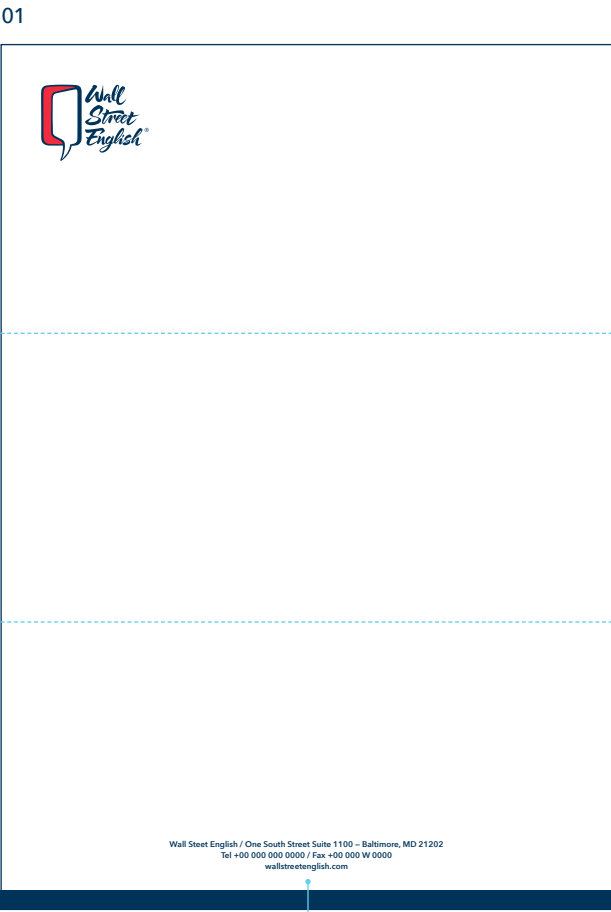 01
Wall
Street
English®
Wall Steet English / One South Street Suite 1100 – Baltimore, MD 21202
Tel +00 000 000 0000 / Fax +00 000 W 0000
wallstreetenglish.com